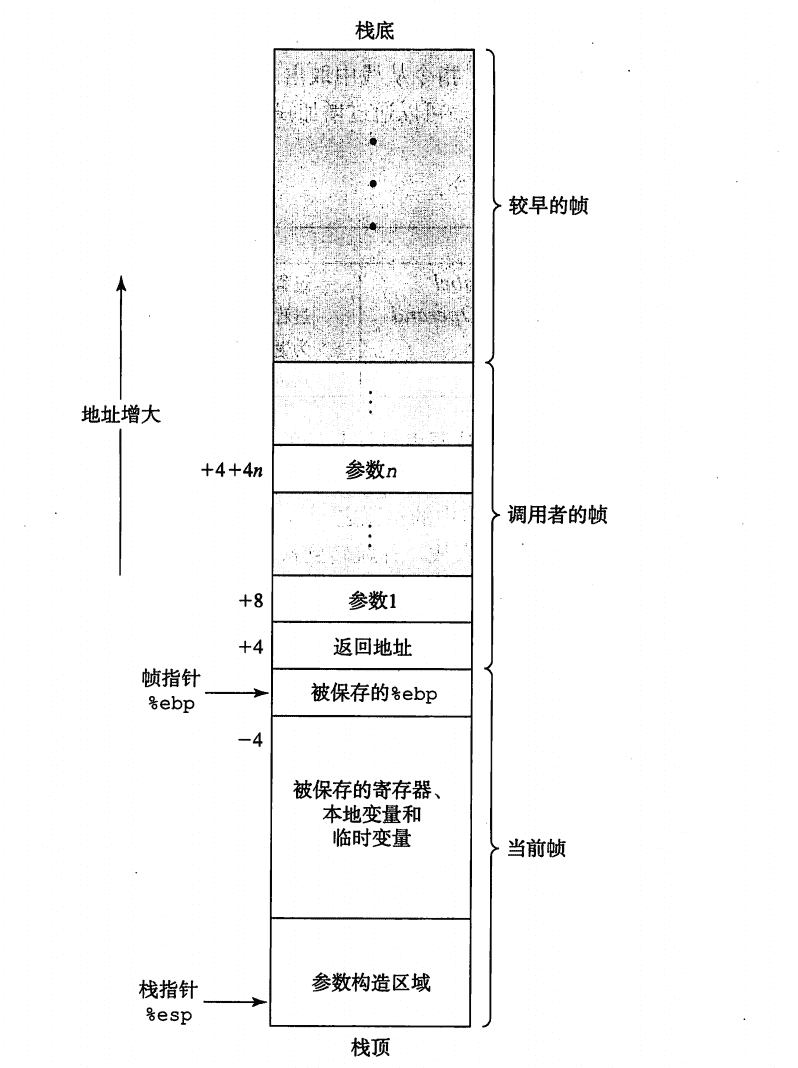 栈底
较早的帧
地址增大
+4+4n
参数n
调用者的帧
+8
参数1
+4
返回地址
帧指针
%ebp
被保存的%ebp
−4
被保存的寄存器、
本地变量和
临时变量
当前帧
栈指针
%esp
参数构造区域
栈顶